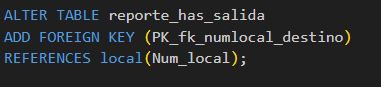 ALTER TABLE reporte_has_salida
ADD FOREIGN KEY (PK_fk_numlocal_destino)
REFERENCES local(Num_local);